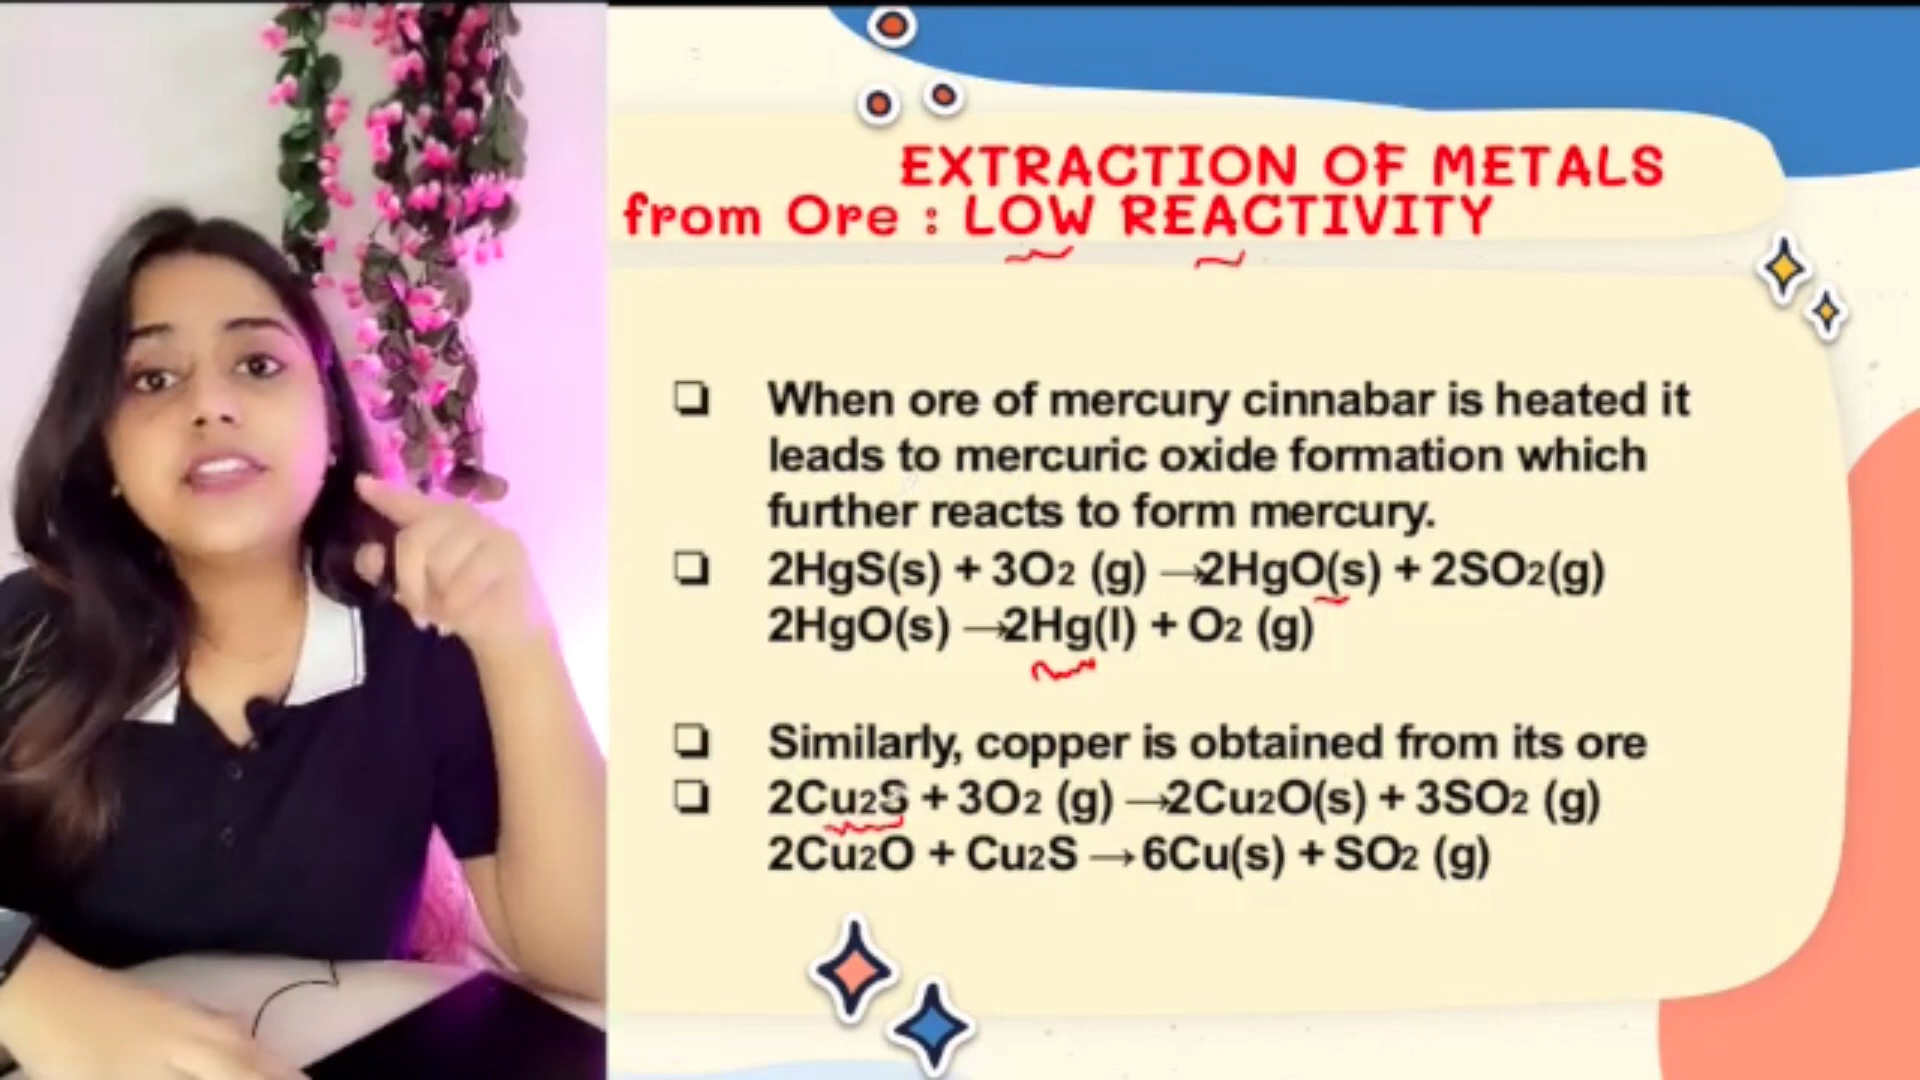 EXTRACTION OF METALS
from Ore : LOW REACTIVITY
❑ When ore of mercury cinnabar is heated it
leads to mercuric oxide formation which
further reacts to form mercury.
❑ 2HgS(s) + 3O2 (g) →2HgO(s) + 2SO2(g)
2HgO(s) →2Hg(l) + O2 (g)
❑ Similarly, copper is obtained from its ore
❑ 2Cu2S + 3O2 (g) →2Cu2O(s) + 3SO2 (g)
2Cu2O + Cu2S → 6Cu(s) + SO2 (g)